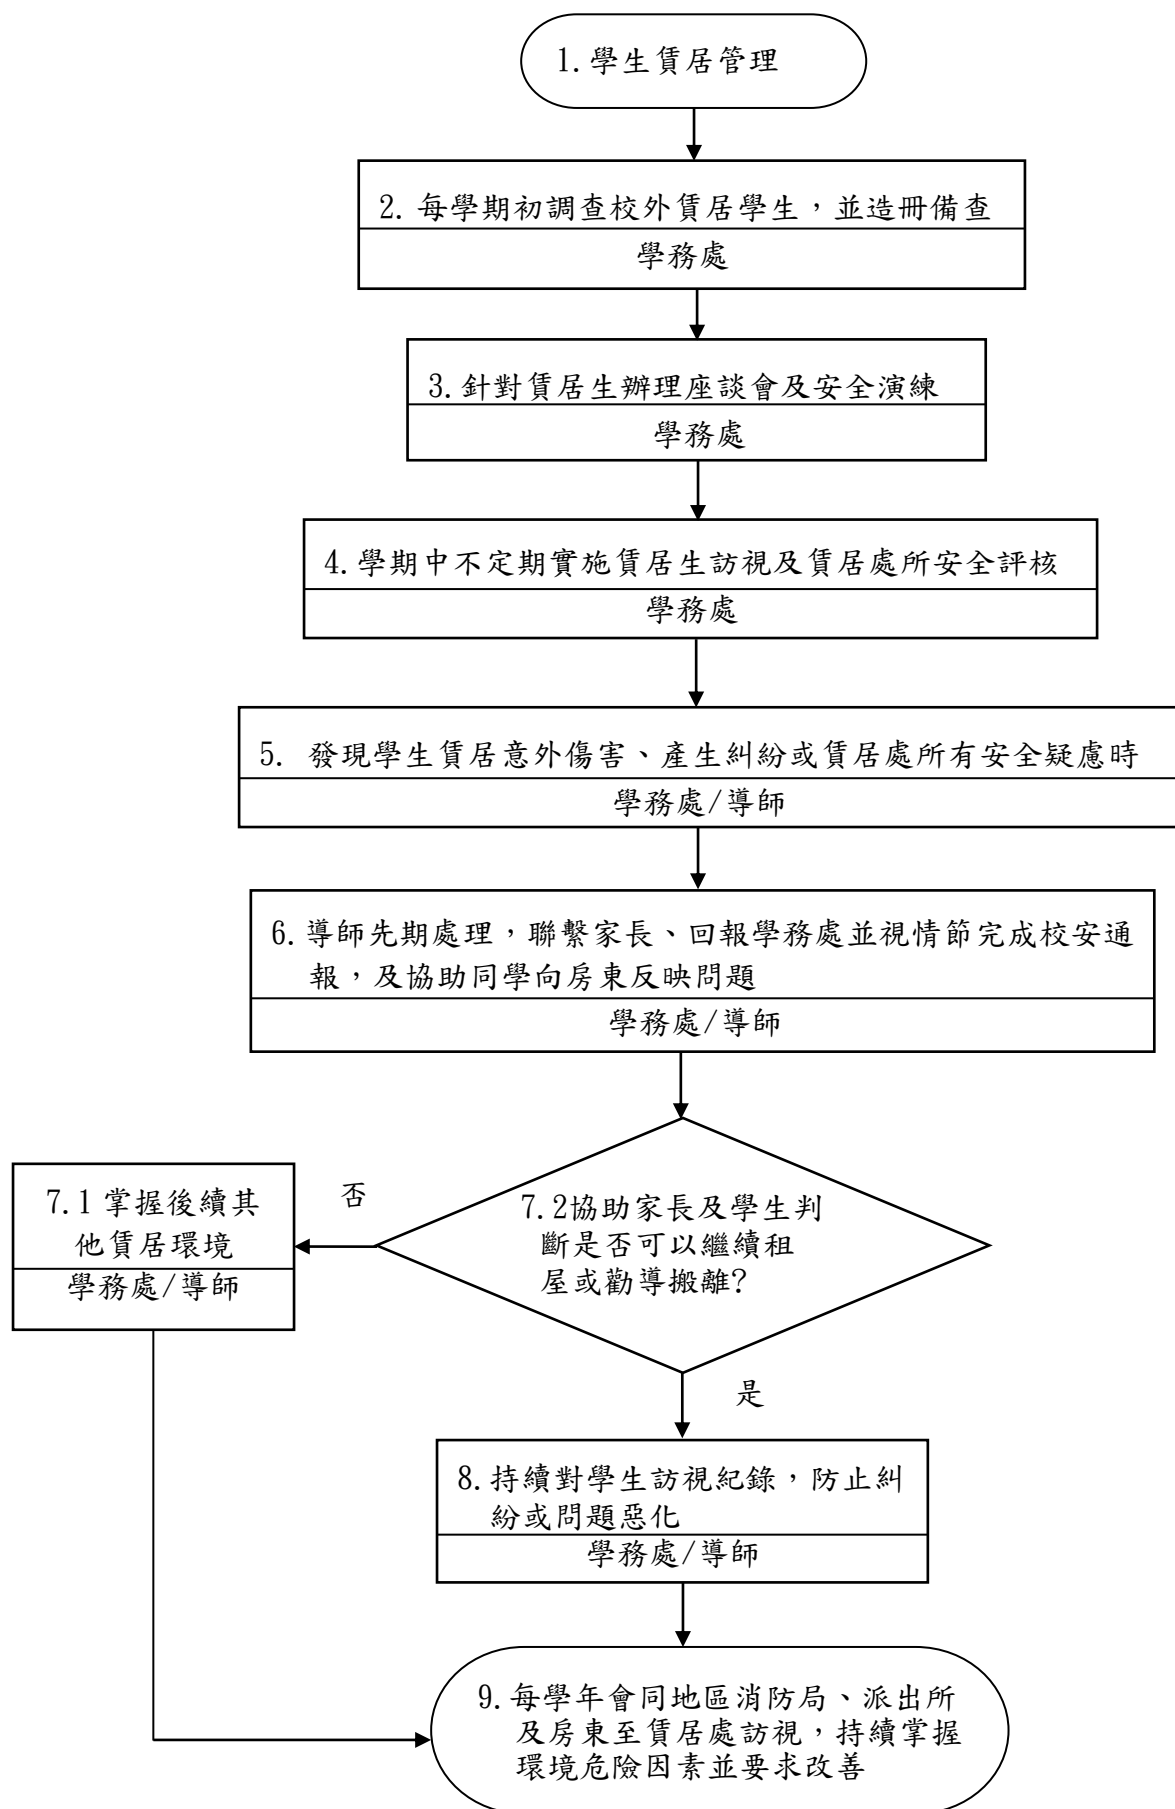 1.學生賃居管理
2.每學期初調查校外賃居學生，並造冊備查
學務處
3.針對賃居生辦理座談會及安全演練
學務處
4.學期中不定期實施賃居生訪視及賃居處所安全評核
學務處
5. 發現學生賃居意外傷害、產生糾紛或賃居處所有安全疑慮時
學務處/導師
6.導師先期處理，聯繫家長、回報學務處並視情節完成校安通
報，及協助同學向房東反映問題
學務處/導師
7.1 掌握後續其
他賃居環境
學務處/導師
否
7.2協助家長及學生判
斷是否可以繼續租
屋或勸導搬離?
是
8.持續對學生訪視紀錄，防止糾
紛或問題惡化
學務處/導師
9.每學年會同地區消防局、派出所
及房東至賃居處訪視，持續掌握
環境危險因素並要求改善